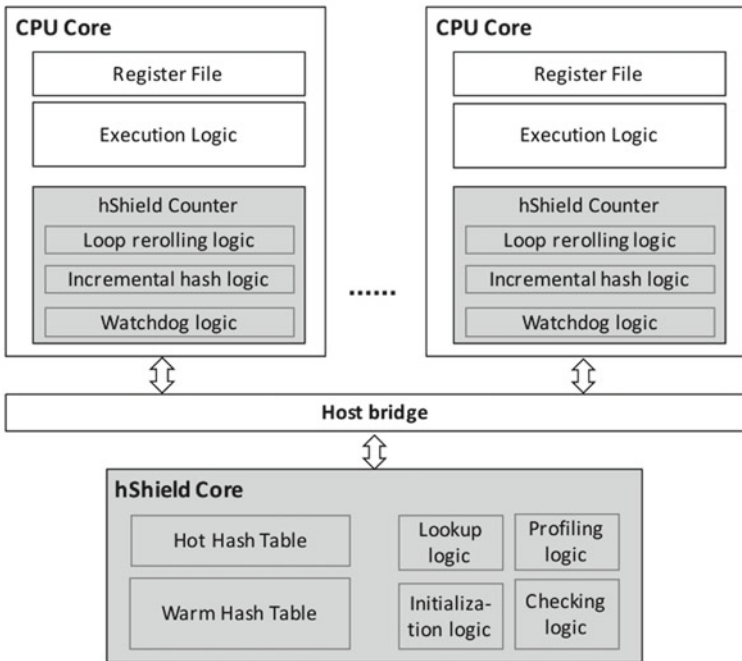 CPU Core
Register File
Execution Logic
hShield Counter
Loop rerolling logic
Incremental hash logic
Watchdog logic
......
CPU Core
Register File
Execution Logic
hShield Counter
Loop rerolling logic
Incremental hash logic
Watchdog logic
Host bridge
hShield Core
Hot Hash Table
Warm Hash Table
Lookup
logic
Profiling
logic
Initializa-
tion logic
Checking
logic